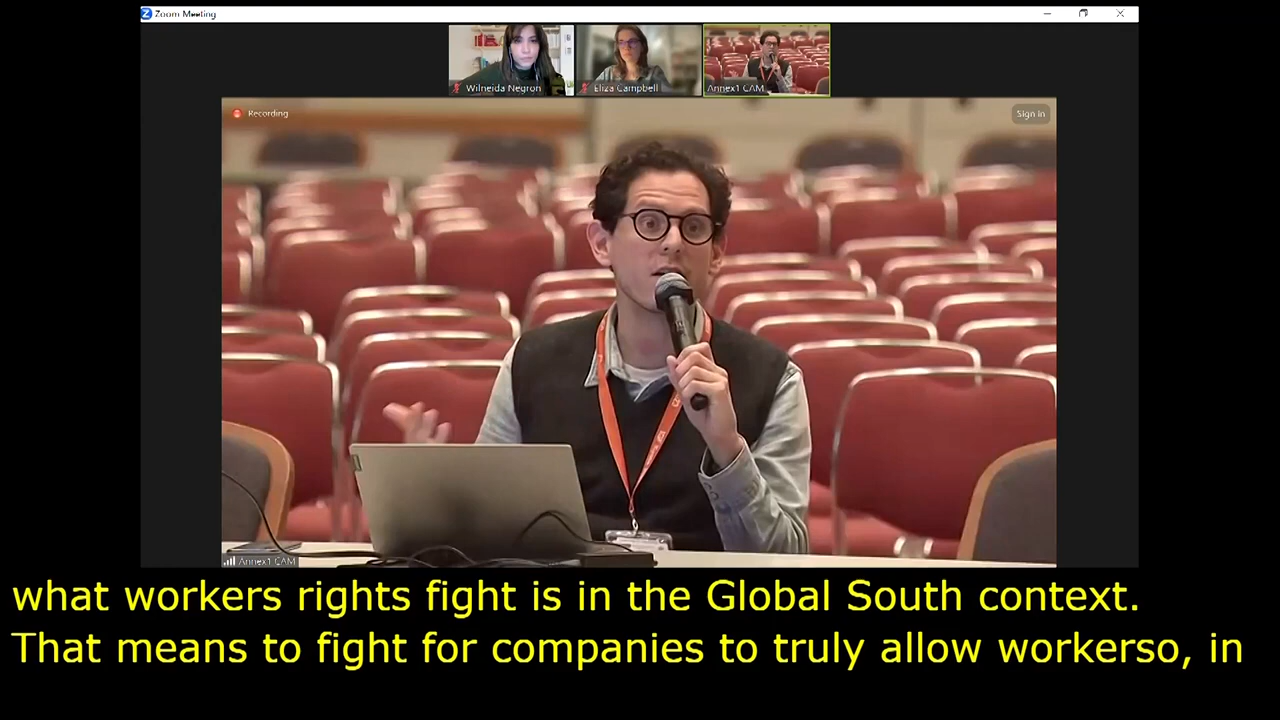 Zoom Meeting
Wilneida Negron
Eliza Campbell
Annex1 CAM
Recording
Sign in
Annex1 CAM
what workers rights fight is in the Global South context.
That means to fight for companies to truly allow workerso, in